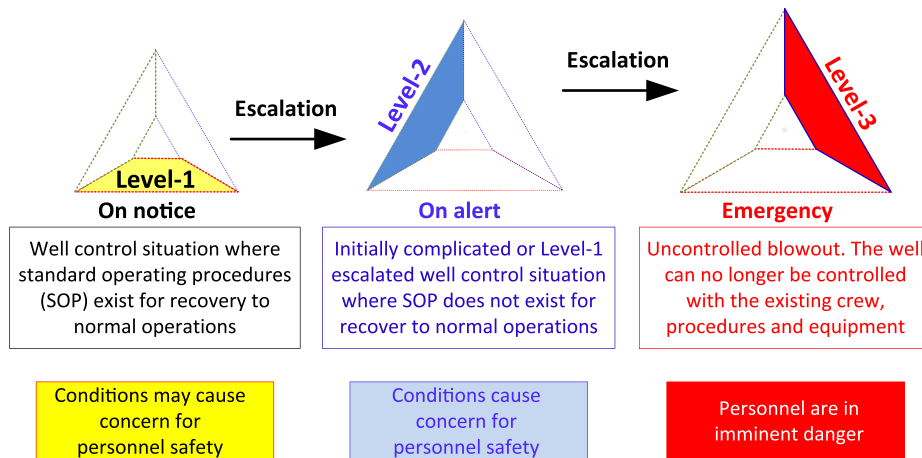 Escalation
Escalation
Level-1
Level-2
Level-3
On notice
On alert
Emergency
Well control situation where
standard operating procedures
(SOP) exist for recovery to
normal operations
Initially complicated or Level-1
escalated well control situation
where SOP does not exist for
recover to normal operations
Uncontrolled blowout. The well
can no longer be controlled
with the existing crew,
procedures and equipment
Conditions may cause
concern for
personnel safety
Conditions cause
concern for
personnel safety
Personnel are in
imminent danger